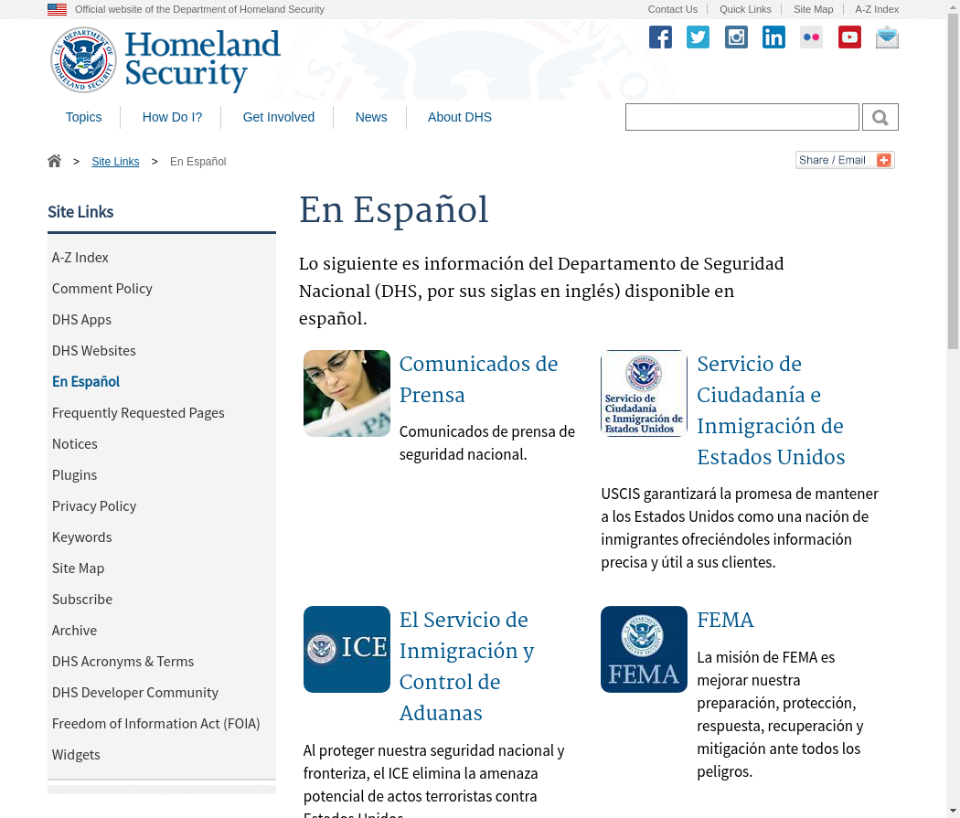 Official website of the Department of Homeland Security
Contact Us
Quick Links
Site Map
A-Z Index
U.S. DEPARTMENT OF
HOMELAND SECURITY
Homeland
Security
Topics
How Do I?
Get Involved
News
About DHS
> Site Links > En Español
Share / Email
Site Links
A-Z Index
Comment Policy
DHS Apps
DHS Websites
En Español
Frequently Requested Pages
Notices
Plugins
Privacy Policy
Keywords
Site Map
Subscribe
Archive
DHS Acronyms & Terms
DHS Developer Community
Freedom of Information Act (FOIA)
Widgets
En Español
Lo siguiente es información del Departamento de Seguridad
Nacional (DHS, por sus siglas en inglés) disponible en
español.
Comunicados de
Prensa
Comunicados de prensa de
seguridad nacional.
Servicio de
Ciudadanía
e Inmigración de
Estados Unidos
Servicio de
Ciudadanía e
Inmigración de
Estados Unidos
USCIS garantizará la promesa de mantener
a los Estados Unidos como una nación de
inmigrantes ofreciéndoles información
precisa y útil a sus clientes.
ICE
El Servicio de
Inmigración y
Control de
Aduanas
Al proteger nuestra seguridad nacional y
fronteriza, el ICE elimina la amenaza
potencial de actos terroristas contra
Estados Unidos
FEMA
FEMA
La misión de FEMA es
mejorar nuestra
preparación, protección,
respuesta, recuperación y
mitigación ante todos los
peligros.